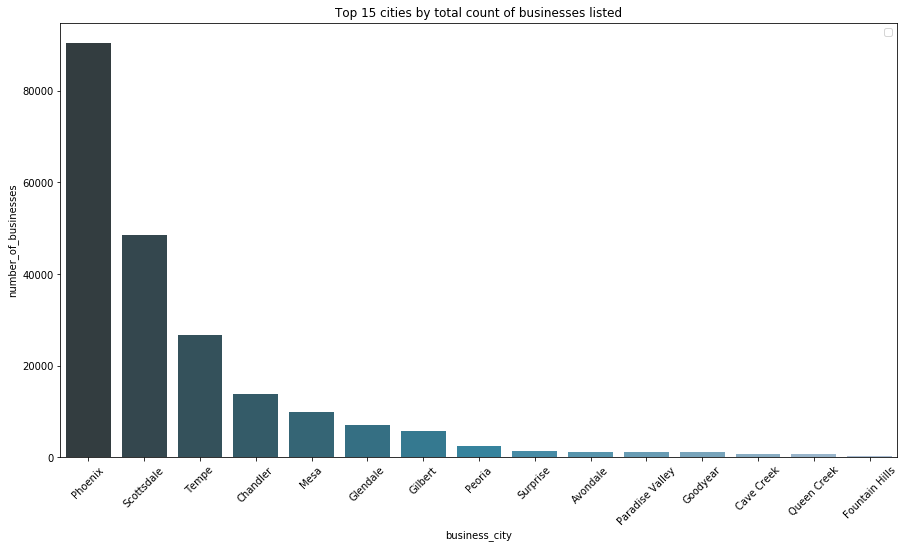 Top 15 cities by total count of businesses listed
number_of_businesses
80000
60000
40000
20000
0
Phoenix
Scottsdale
Tempe
Chandler
Mesa
Glendale
Gilbert
Peoria
Surprise
Avondale
Paradise Valley
Goodyear
Cave Creek
Queen Creek
Fountain Hills
business_city